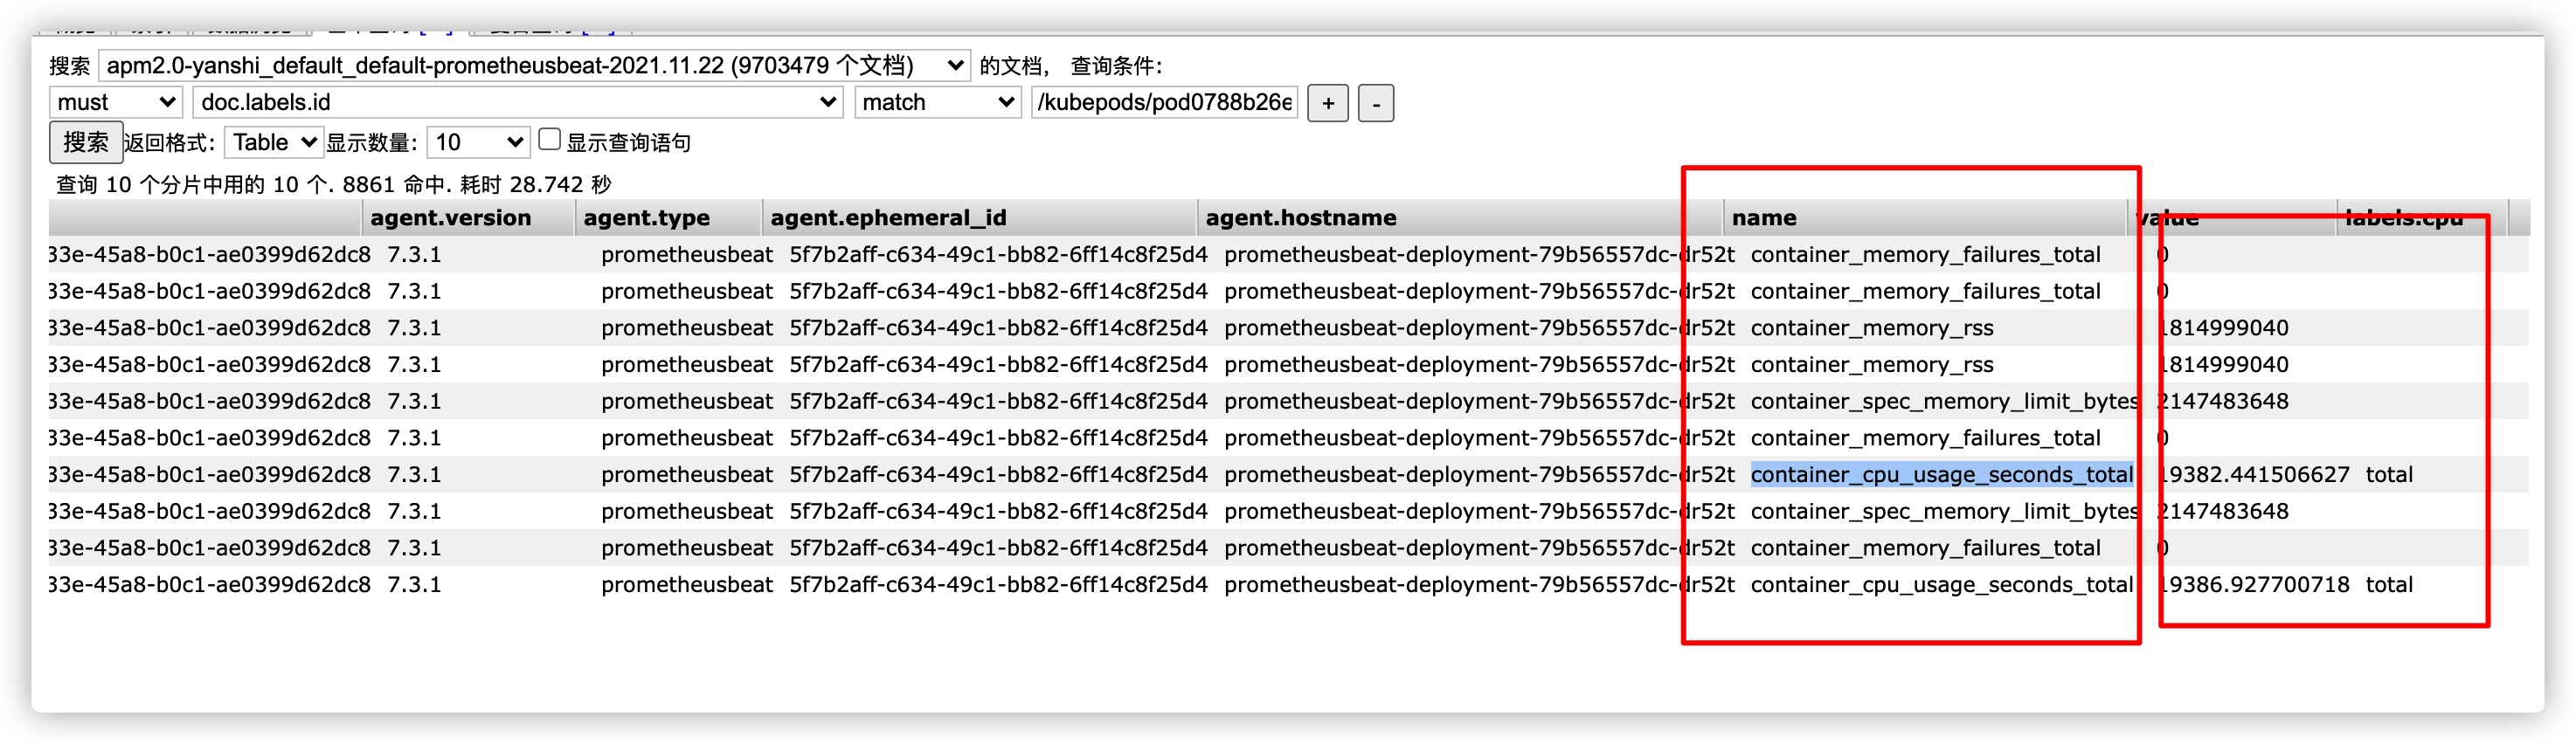 搜索 apm2.0-yanshi_default_default-prometheusbeat-2021.11.22 (9703479 个文档) 的文档, 查询条件:
must doc.labels.id match /kubepods/pod0788b26e + -
搜索 返回格式: Table 显示数量: 10 显示查询语句
查询 10 个分片中用的 10 个. 8861 命中. 耗时 28.742 秒
agent.version agent.type agent.ephemeral_id agent.hostname name value labels.cpu
33e-45a8-b0c1-ae0399d62dc8 7.3.1 prometheusbeat 5f7b2aff-c634-49c1-bb82-6ff14c8f25d4 prometheusbeat-deployment-79b56557dc-dr52t container_memory_failures_total 0
33e-45a8-b0c1-ae0399d62dc8 7.3.1 prometheusbeat 5f7b2aff-c634-49c1-bb82-6ff14c8f25d4 prometheusbeat-deployment-79b56557dc-dr52t container_memory_failures_total 0
33e-45a8-b0c1-ae0399d62dc8 7.3.1 prometheusbeat 5f7b2aff-c634-49c1-bb82-6ff14c8f25d4 prometheusbeat-deployment-79b56557dc-dr52t container_memory_rss 1814999040
33e-45a8-b0c1-ae0399d62dc8 7.3.1 prometheusbeat 5f7b2aff-c634-49c1-bb82-6ff14c8f25d4 prometheusbeat-deployment-79b56557dc-dr52t container_memory_rss 1814999040
33e-45a8-b0c1-ae0399d62dc8 7.3.1 prometheusbeat 5f7b2aff-c634-49c1-bb82-6ff14c8f25d4 prometheusbeat-deployment-79b56557dc-dr52t container_spec_memory_limit_bytes 2147483648
33e-45a8-b0c1-ae0399d62dc8 7.3.1 prometheusbeat 5f7b2aff-c634-49c1-bb82-6ff14c8f25d4 prometheusbeat-deployment-79b56557dc-dr52t container_memory_failures_total 0
33e-45a8-b0c1-ae0399d62dc8 7.3.1 prometheusbeat 5f7b2aff-c634-49c1-bb82-6ff14c8f25d4 prometheusbeat-deployment-79b56557dc-dr52t container_cpu_usage_seconds_total 19382.441506627 total
33e-45a8-b0c1-ae0399d62dc8 7.3.1 prometheusbeat 5f7b2aff-c634-49c1-bb82-6ff14c8f25d4 prometheusbeat-deployment-79b56557dc-dr52t container_spec_memory_limit_bytes 2147483648
33e-45a8-b0c1-ae0399d62dc8 7.3.1 prometheusbeat 5f7b2aff-c634-49c1-bb82-6ff14c8f25d4 prometheusbeat-deployment-79b56557dc-dr52t container_memory_failures_total 0
33e-45a8-b0c1-ae0399d62dc8 7.3.1 prometheusbeat 5f7b2aff-c634-49c1-bb82-6ff14c8f25d4 prometheusbeat-deployment-79b56557dc-dr52t container_cpu_usage_seconds_total 19386.927700718 total